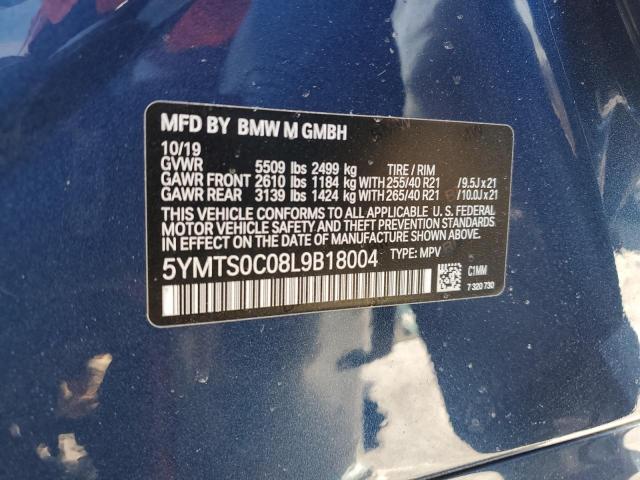 MFD BY BMW M GMBH
10/19
GVWR 5509 lbs 2499 kg TIRE / RIM
GAWR FRONT 2610 lbs 1184 kg WITH 255/40 R21 /9.5J x 21
GAWR REAR 3139 lbs 1424 kg WITH 265/40 R21 /10.0J x 21
THIS VEHICLE CONFORMS TO ALL APPLICABLE U. S. FEDERAL
MOTOR VEHICLE SAFETY, BUMPER, AND THEFT PREVENTION
STANDARDS IN EFFECT ON THE DATE OF MANUFACTURE SHOWN ABOVE.
5YMTS0C08L9B18004 TYPE: MPV
C1MM
7 320 730